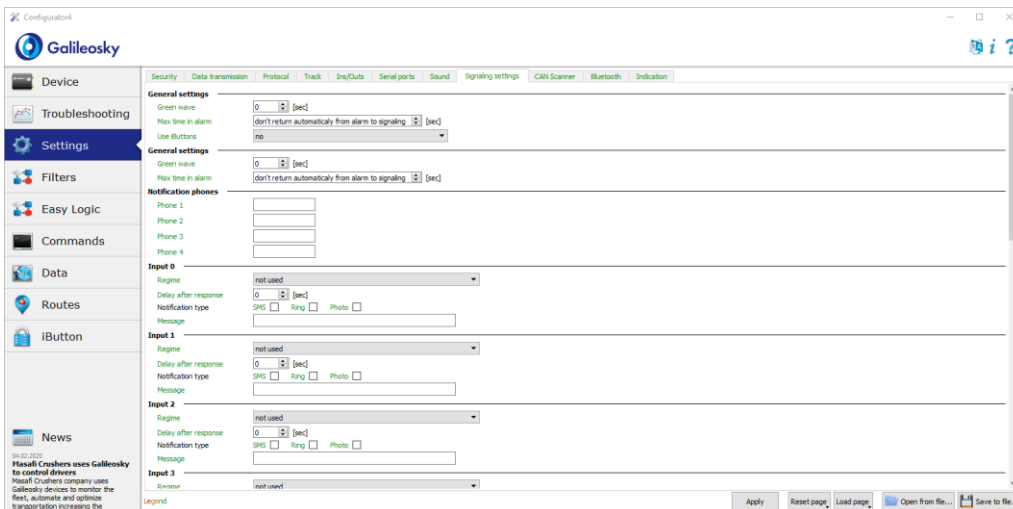 Configurator4
Galileosky
Device
Troubleshooting
Settings
Filters
Easy Logic
Commands
Data
Routes
iButton
News
04.02.2020
Masafi Crushers uses Galileosky
to control drivers
Masafi Crushers company uses
Galileosky devices to monitor the
fleet, automate and optimize
transportation increasing the
Security Data transmission Protocol Track Ins/Outs Serial ports Sound Signaling settings CAN Scanner Bluetooth Indication
General settings
Green wave 0 [sec]
Max time in alarm don't return automaticaly from alarm to signaling [sec]
Use iButtons no
General settings
Green wave 0 [sec]
Max time in alarm don't return automaticaly from alarm to signaling [sec]
Notification phones
Phone 1
Phone 2
Phone 3
Phone 4
Input 0
Regime not used
Delay after response 0 [sec]
Notification type SMS Ring Photo
Message
Input 1
Regime not used
Delay after response 0 [sec]
Notification type SMS Ring Photo
Message
Input 2
Regime not used
Delay after response 0 [sec]
Notification type SMS Ring Photo
Message
Input 3
Regime not used
Legend Apply Reset page Load page Open from file... Save to file.